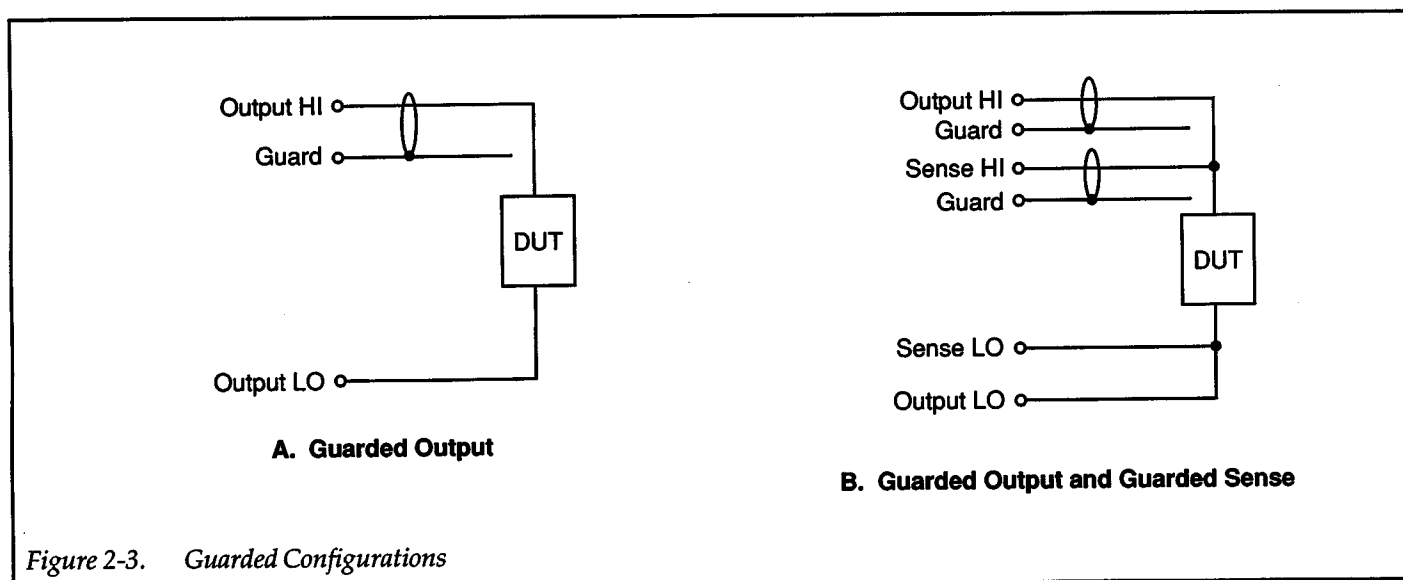 Output HI
Guard
DUT
Output LO
A. Guarded Output
Output HI
Guard
Sense HI
Guard
DUT
Sense LO
Output LO
B. Guarded Output and Guarded Sense
Figure 2-3. Guarded Configurations